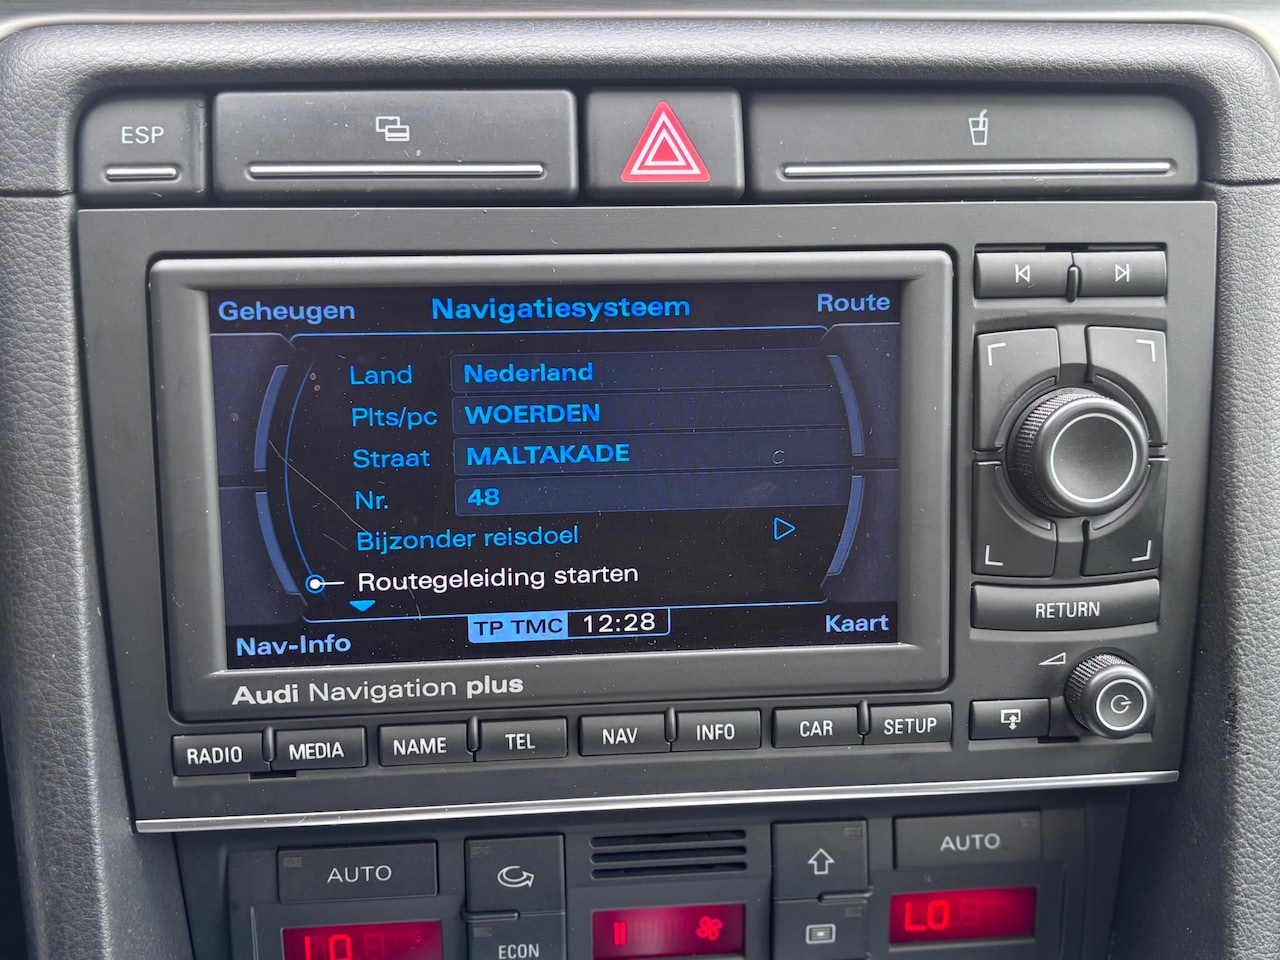 ESP
Geheugen Navigatiesysteem Route
Land Nederland
Plts/pc WOERDEN
Straat MALTAKADE
Nr. 48
Bijzonder reisdoel
Routegeleiding starten
Nav-Info TP TMC 12:28 Kaart
Audi Navigation plus
RETURN
RADIO MEDIA NAME TEL NAV INFO CAR SETUP
AUTO AUTO
LO LO
ECON